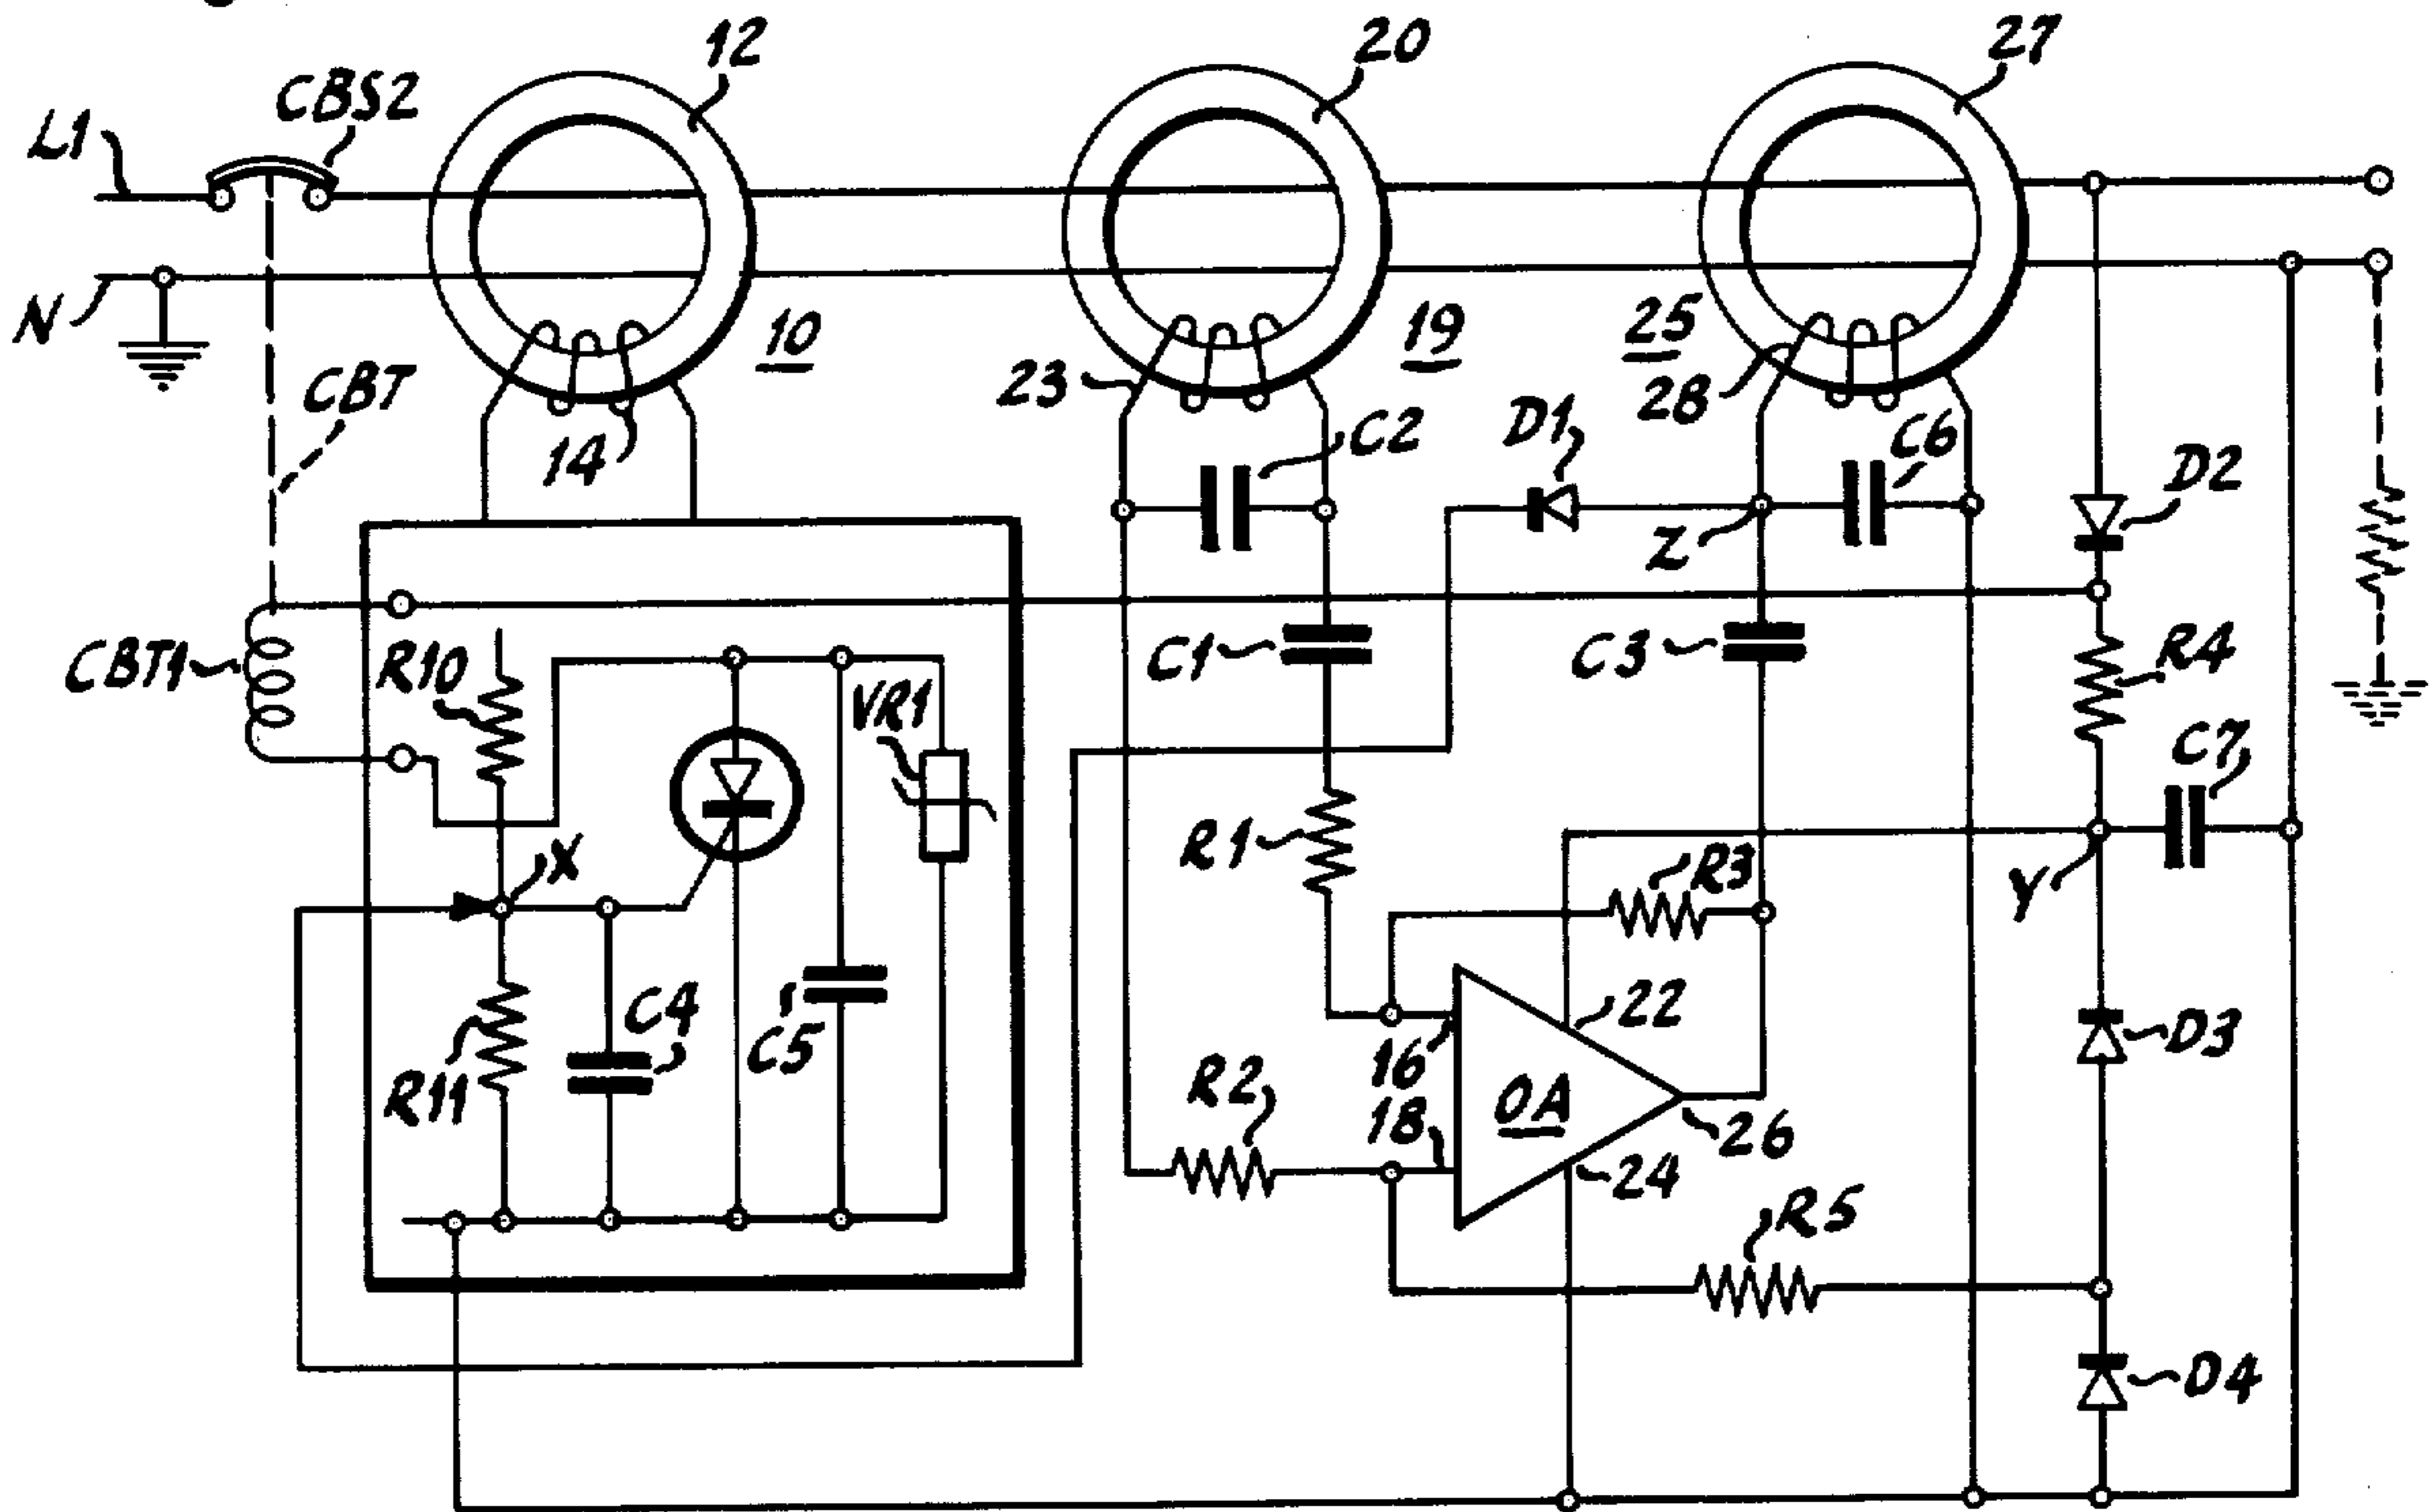 12
20
27
CBS2
L1
N
10
19
25
CBT
23
28
14
C2
D1
C6
D2
Z
CBT1
R10
VR1
C1
C3
R4
C7
X
R1
R3
Y
C4
C5
22
16
R11
R2
18
OA
26
24
D3
R5
D4